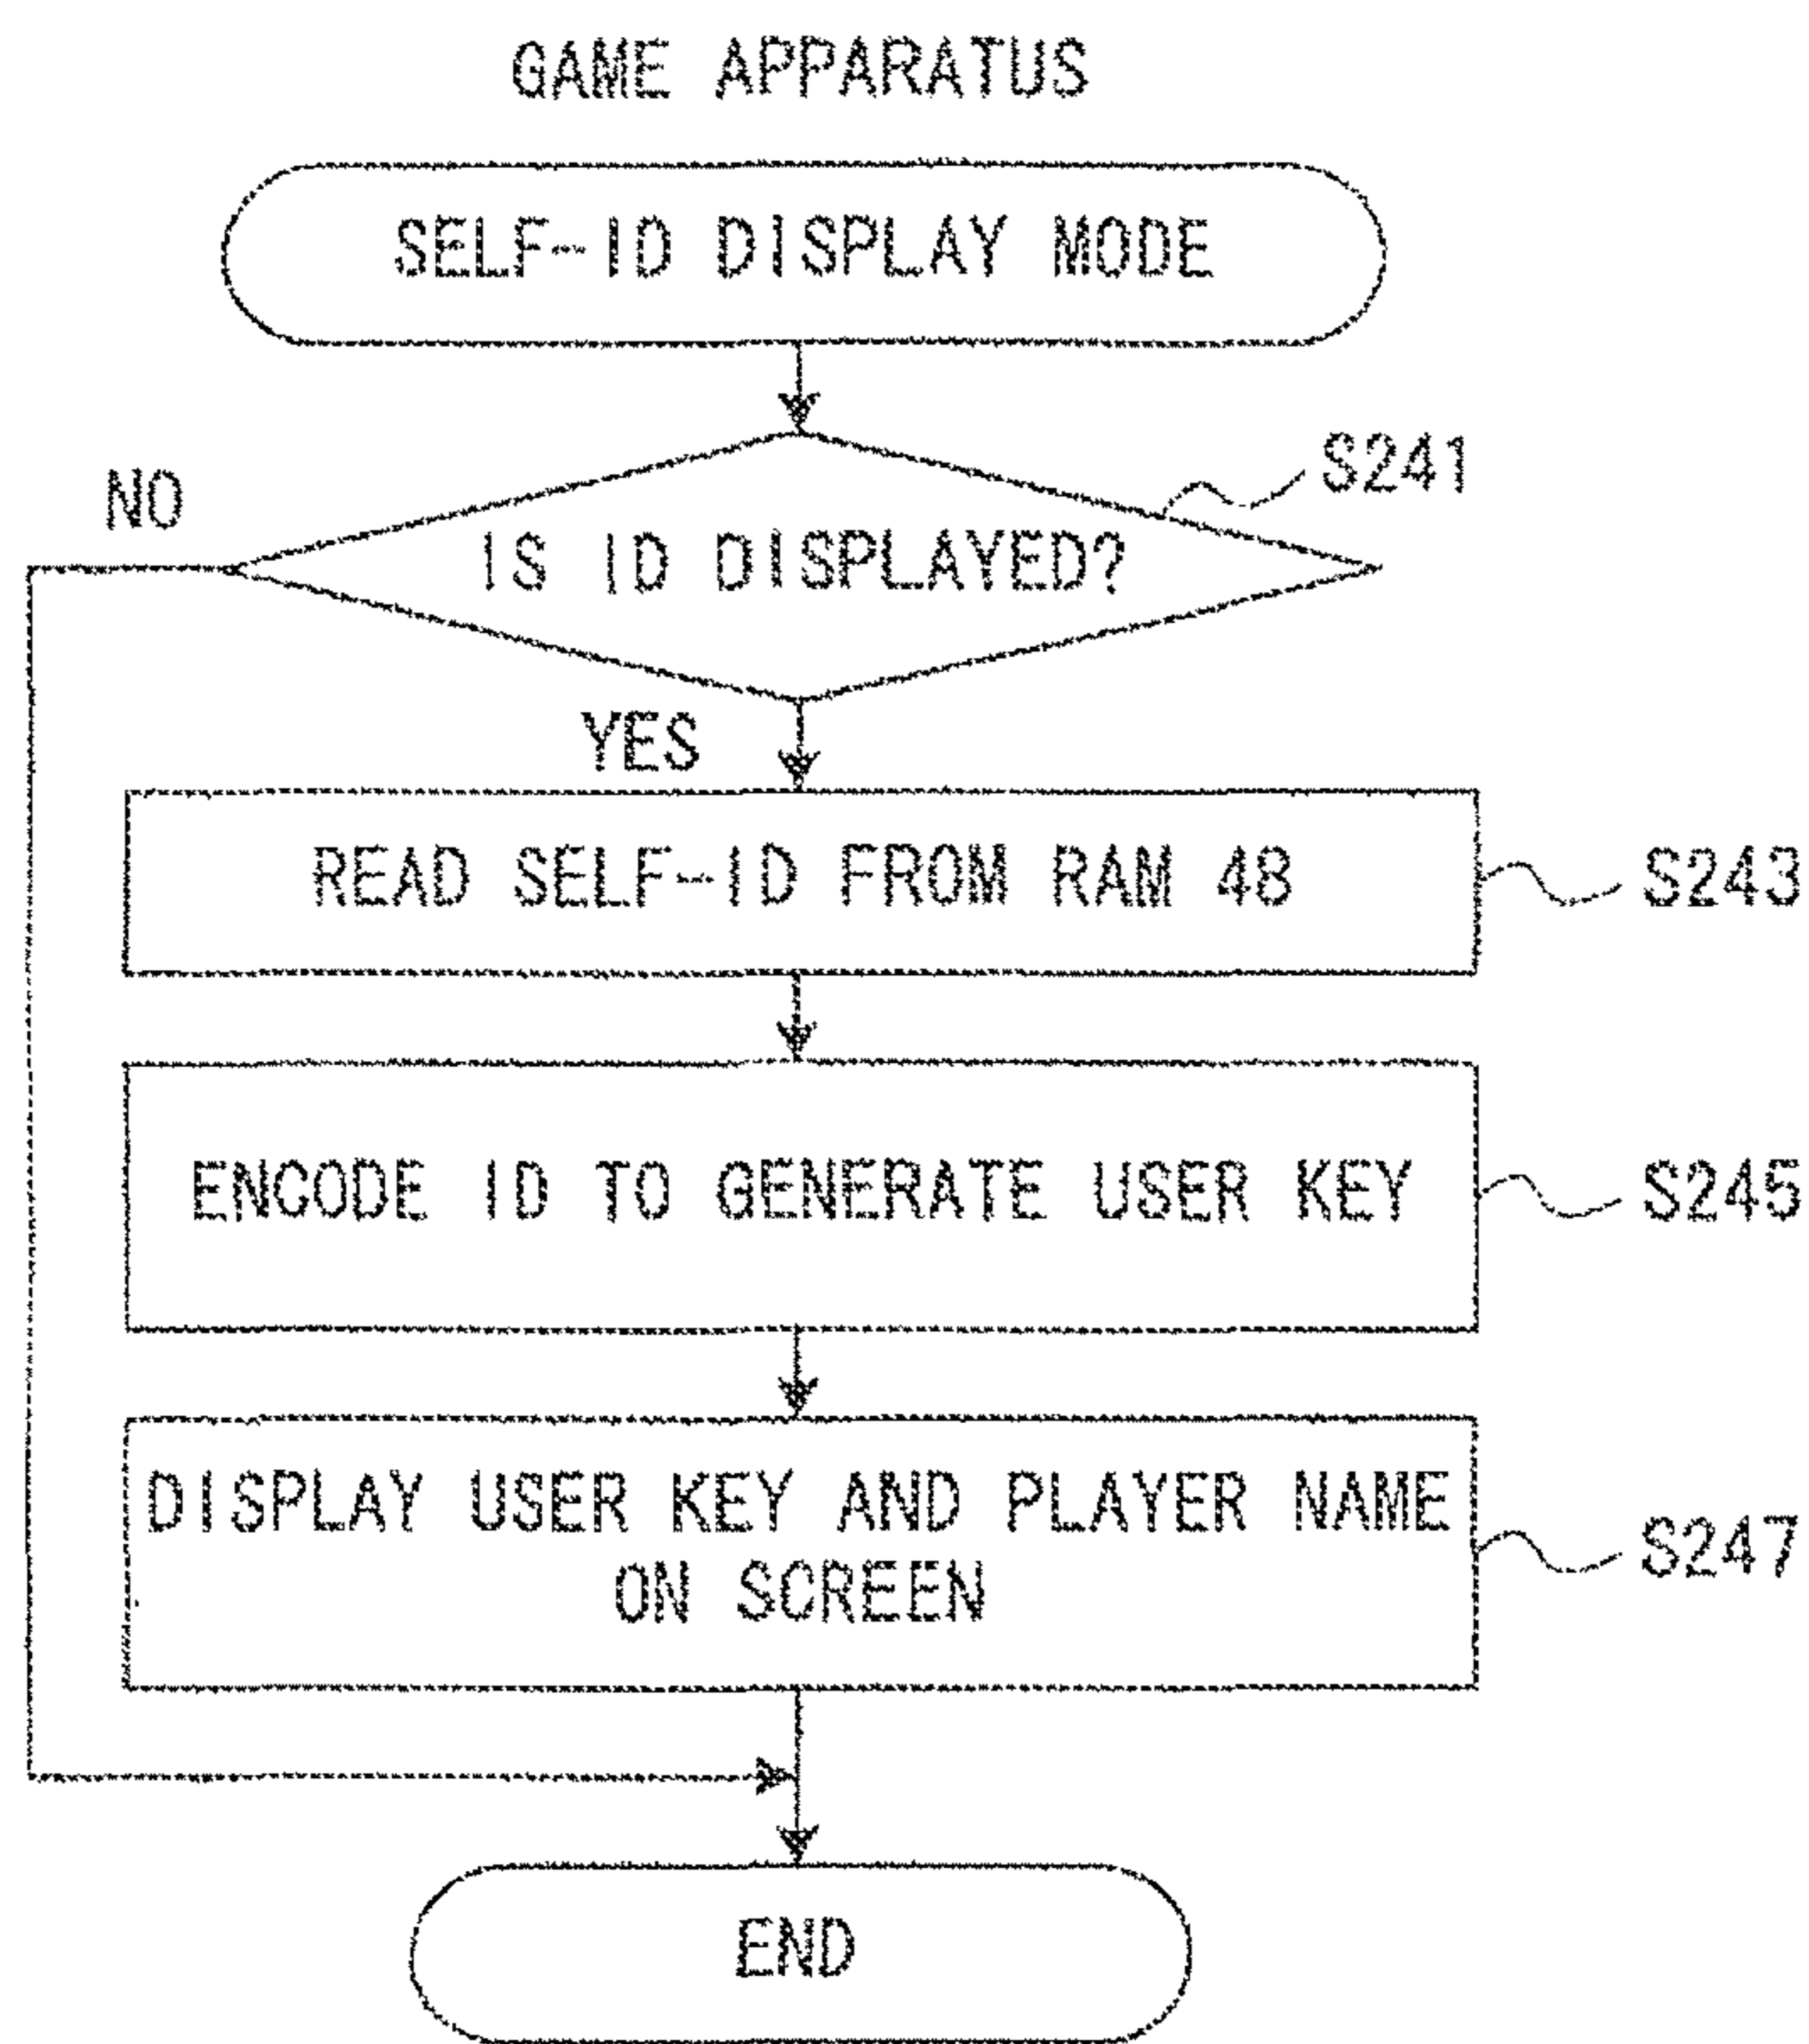 GAME APPARATUS
SELF-ID DISPLAY MODE
S241
NO
IS ID DISPLAYED?
YES
READ SELF-ID FROM RAM 48
S243
ENCODE ID TO GENERATE USER KEY
S245
DISPLAY USER KEY AND PLAYER NAME
ON SCREEN
S247
END